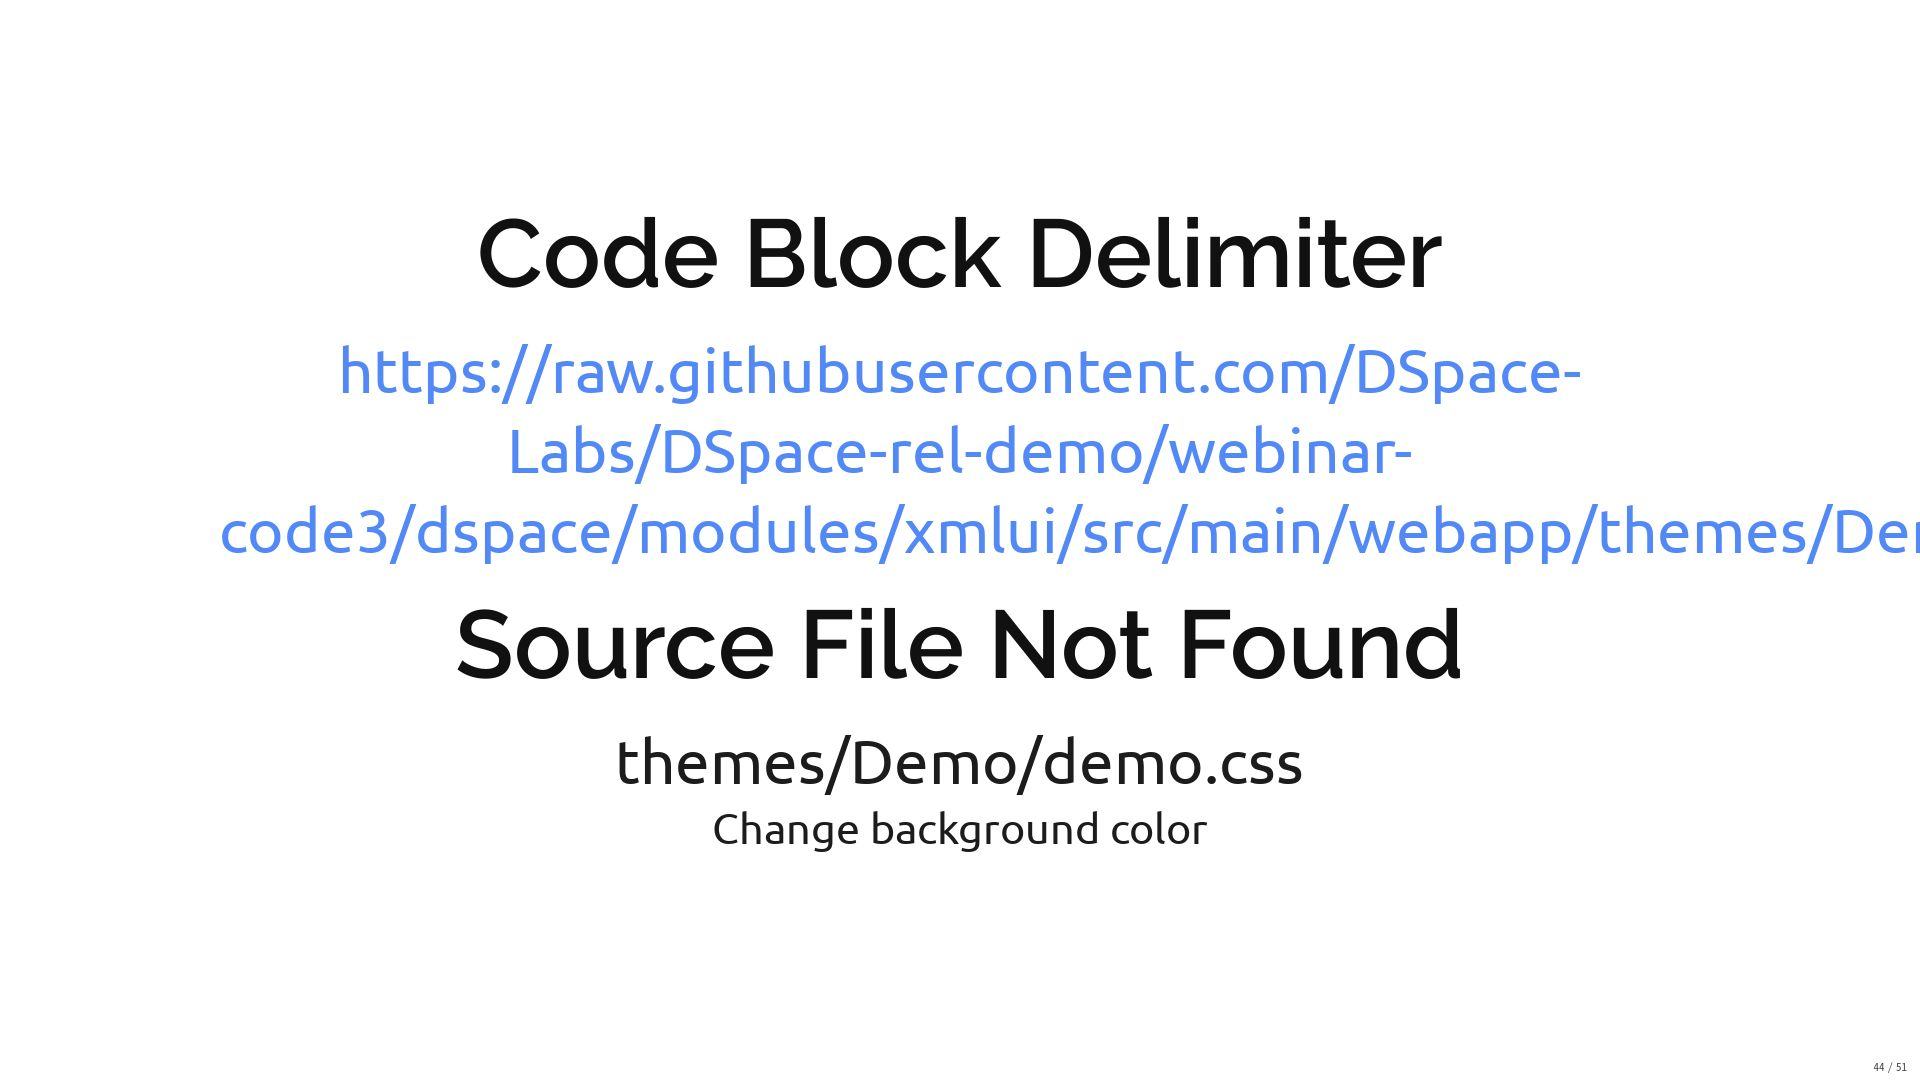 Code Block Delimiter
https://raw.githubusercontent.com/DSpace-
Labs/DSpace-rel-demo/webinar-
code3/dspace/modules/xmlui/src/main/webapp/themes/De
Source File Not Found
themes/Demo/demo.css
Change background color
44 / 51